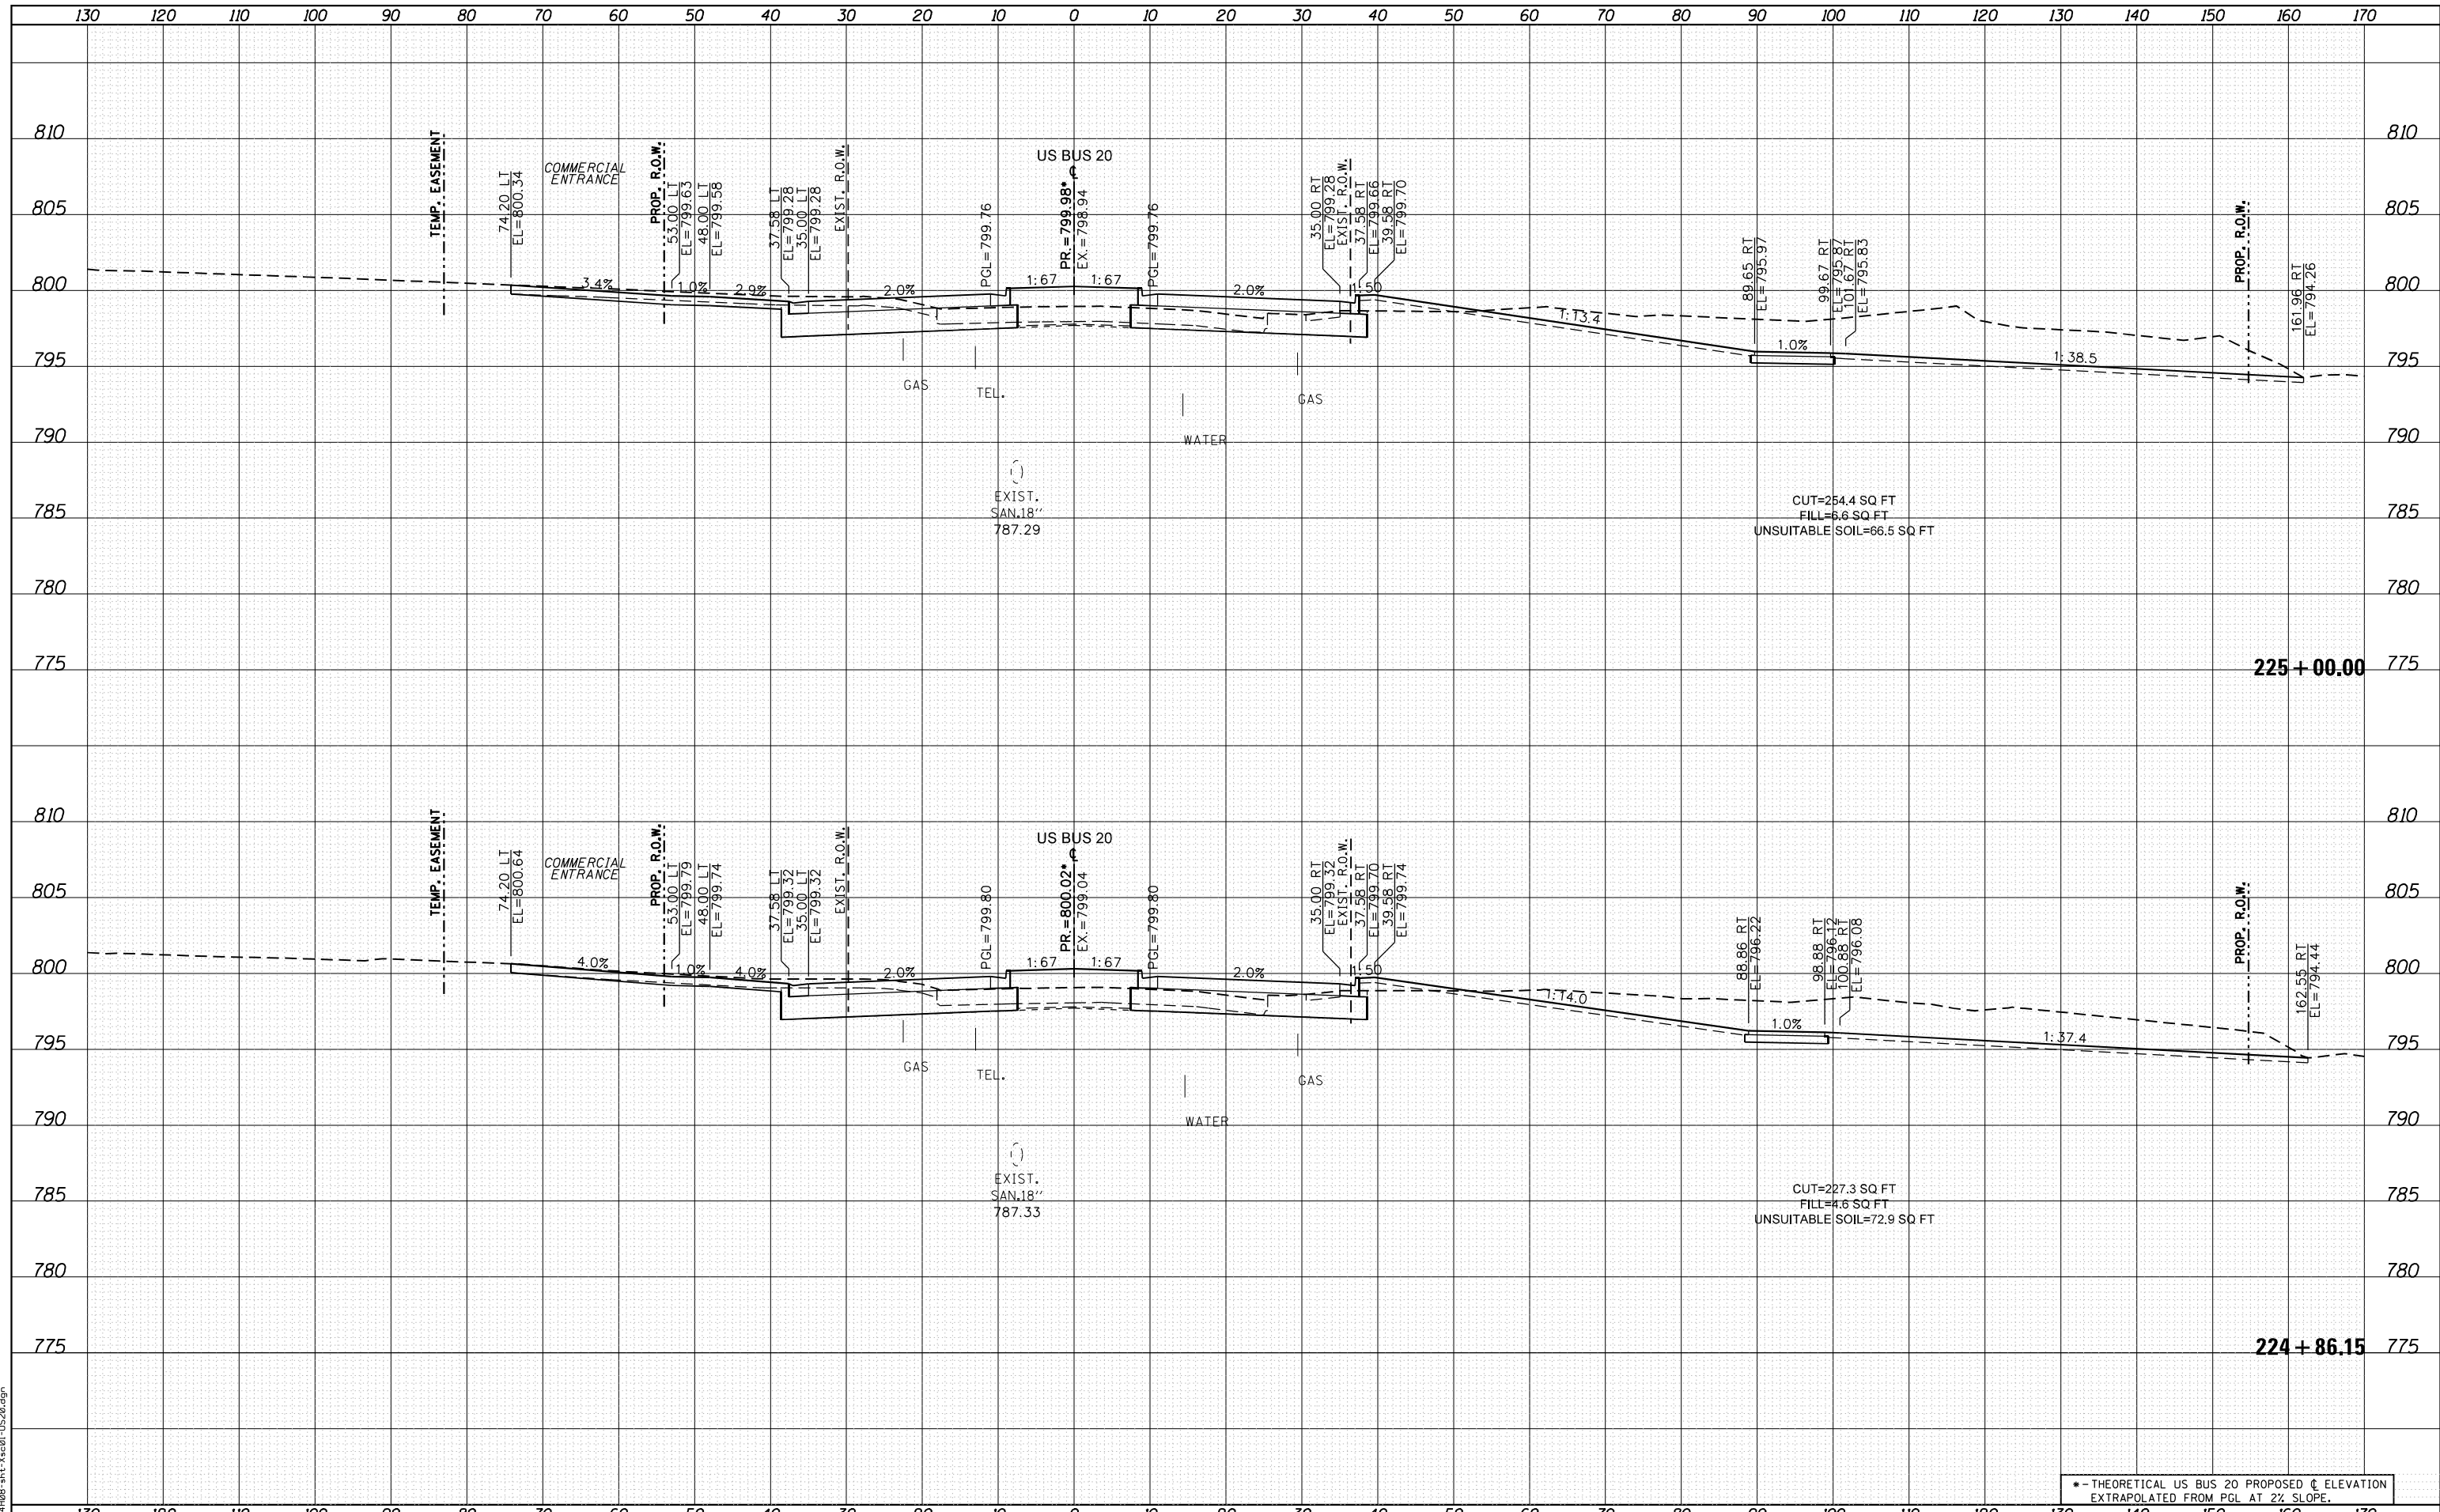 130 120 110 100 90 80 70 60 50 40 30 20 10 0 10 20 30 40 50 60 70 80 90 100 110 120 130 140 150 160 170
810 810
805 805
800 800
795 795
790 790
785 785
780 780
775 775
TEMP. EASEMENT
74.20 LT
EL=800.34
COMMERCIAL
ENTRANCE
PROP. R.O.W.
53.00 LT
EL=799.63
48.00 LT
EL=799.58
37.58 LT
EL=799.28
35.00 LT
EL=799.28
EXIST. R.O.W.
PGL=799.76
US BUS 20
℄
PR.=799.98*
EX.=798.94
PGL=799.76
35.00 RT
EL=799.28
EXIST. R.O.W.
37.58 RT
EL=799.66
39.58 RT
EL=799.70
89.65 RT
EL=795.97
99.67 RT
EL=795.87
101.67 RT
EL=795.83
PROP. R.O.W.
161.96 RT
EL=794.26
3.4% 1.0% 2.9% 2.0% 1:67 1:67 2.0% 1:50 1:13.4 1.0% 1:38.5
GAS
TEL.
WATER
GAS
EXIST.
SAN.18''
787.29
CUT=254.4 SQ FT
FILL=6.6 SQ FT
UNSUITABLE SOIL=66.5 SQ FT
225+00.00
810 810
805 805
800 800
795 795
790 790
785 785
780 780
775 775
TEMP. EASEMENT
74.20 LT
EL=800.64
COMMERCIAL
ENTRANCE
PROP. R.O.W.
53.00 LT
EL=799.79
48.00 LT
EL=799.74
37.58 LT
EL=799.32
35.00 LT
EL=799.32
EXIST. R.O.W.
PGL=799.80
US BUS 20
℄
PR.=800.02*
EX.=799.04
PGL=799.80
35.00 RT
EL=799.32
EXIST. R.O.W.
37.58 RT
EL=799.70
39.58 RT
EL=799.74
88.86 RT
EL=796.22
98.88 RT
EL=796.12
100.88 RT
EL=796.08
PROP. R.O.W.
162.55 RT
EL=794.44
4.0% 1.0% 4.0% 2.0% 1:67 1:67 2.0% 1:50 1:14.0 1.0% 1:37.4
GAS
TEL.
WATER
GAS
EXIST.
SAN.18''
787.33
CUT=227.3 SQ FT
FILL=4.6 SQ FT
UNSUITABLE SOIL=72.9 SQ FT
224+86.15
*-THEORETICAL US BUS 20 PROPOSED ℄ ELEVATION
EXTRAPOLATED FROM PGL AT 2% SLOPE.